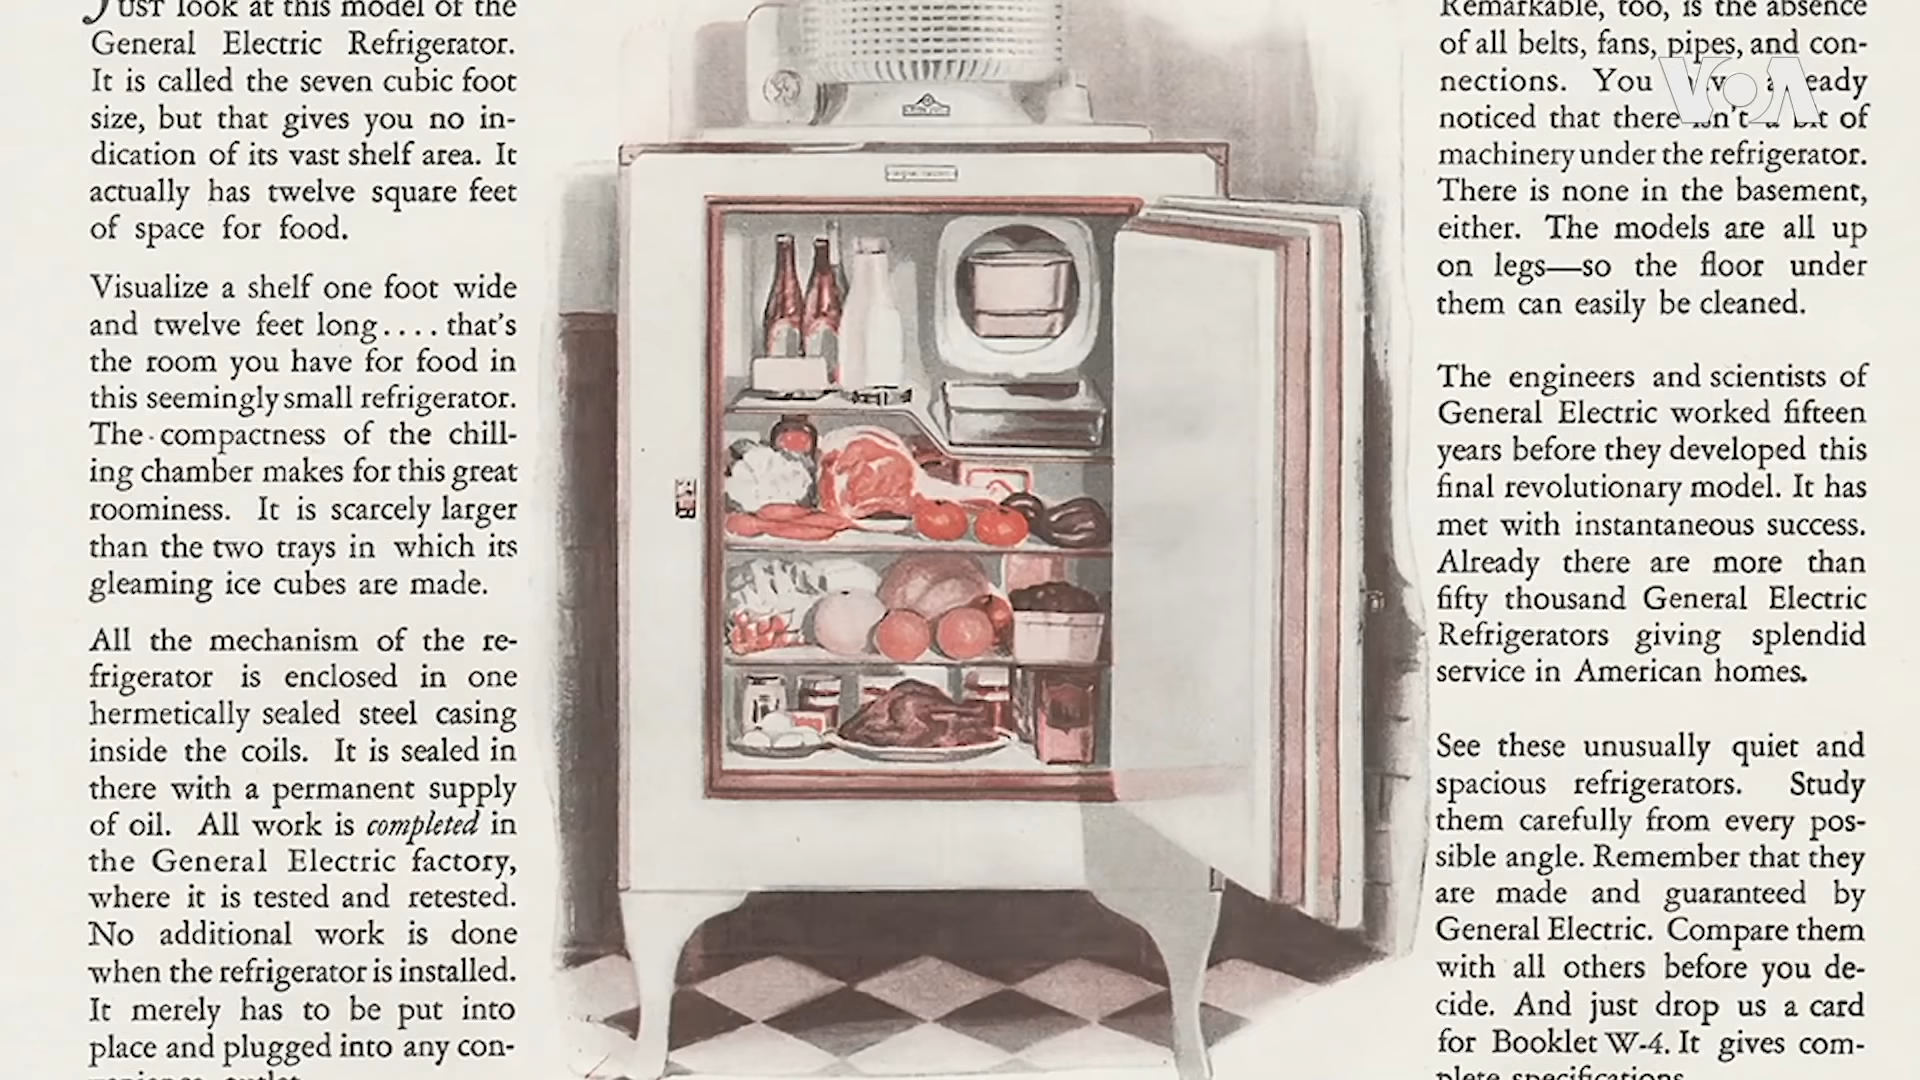 JUST look at this model of the
General Electric Refrigerator.
It is called the seven cubic foot
size, but that gives you no in-
dication of its vast shelf area. It
actually has twelve square feet
of space for food.
Visualize a shelf one foot wide
and twelve feet long.... that's
the room you have for food in
this seemingly small refrigerator.
The compactness of the chill-
ing chamber makes for this great
roominess. It is scarcely larger
than the two trays in which its
gleaming ice cubes are made.
All the mechanism of the re-
frigerator is enclosed in one
hermetically sealed steel casing
inside the coils. It is sealed in
there with a permanent supply
of oil. All work is completed in
the General Electric factory,
where it is tested and retested.
No additional work is done
when the refrigerator is installed.
It merely has to be put into
place and plugged into any con-
venience outlet.
Remarkable, too, is the absence
of all belts, fans, pipes, and con-
nections. You have already
noticed that there isn't a bit of
machinery under the refrigerator.
There is none in the basement,
either. The models are all up
on legs—so the floor under
them can easily be cleaned.
The engineers and scientists of
General Electric worked fifteen
years before they developed this
final revolutionary model. It has
met with instantaneous success.
Already there are more than
fifty thousand General Electric
Refrigerators giving splendid
service in American homes.
See these unusually quiet and
spacious refrigerators. Study
them carefully from every pos-
sible angle. Remember that they
are made and guaranteed by
General Electric. Compare them
with all others before you de-
cide. And just drop us a card
for Booklet W-4. It gives com-
plete specifications.
VOA